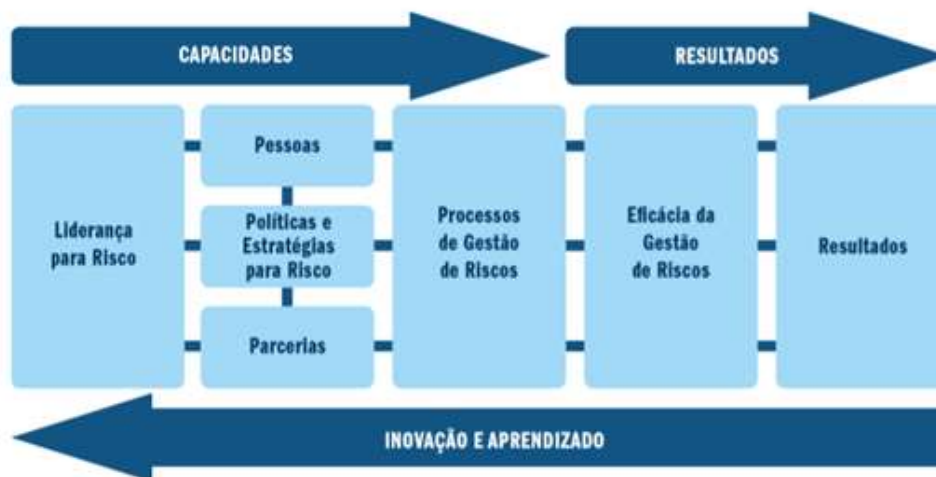 CAPACIDADES
RESULTADOS
Liderança
para Risco
Pessoas
Políticas e
Estratégias
para Risco
Parcerias
Processos
de Gestão
de Riscos
Eficácia da
Gestão
de Riscos
Resultados
INOVAÇÃO E APRENDIZADO